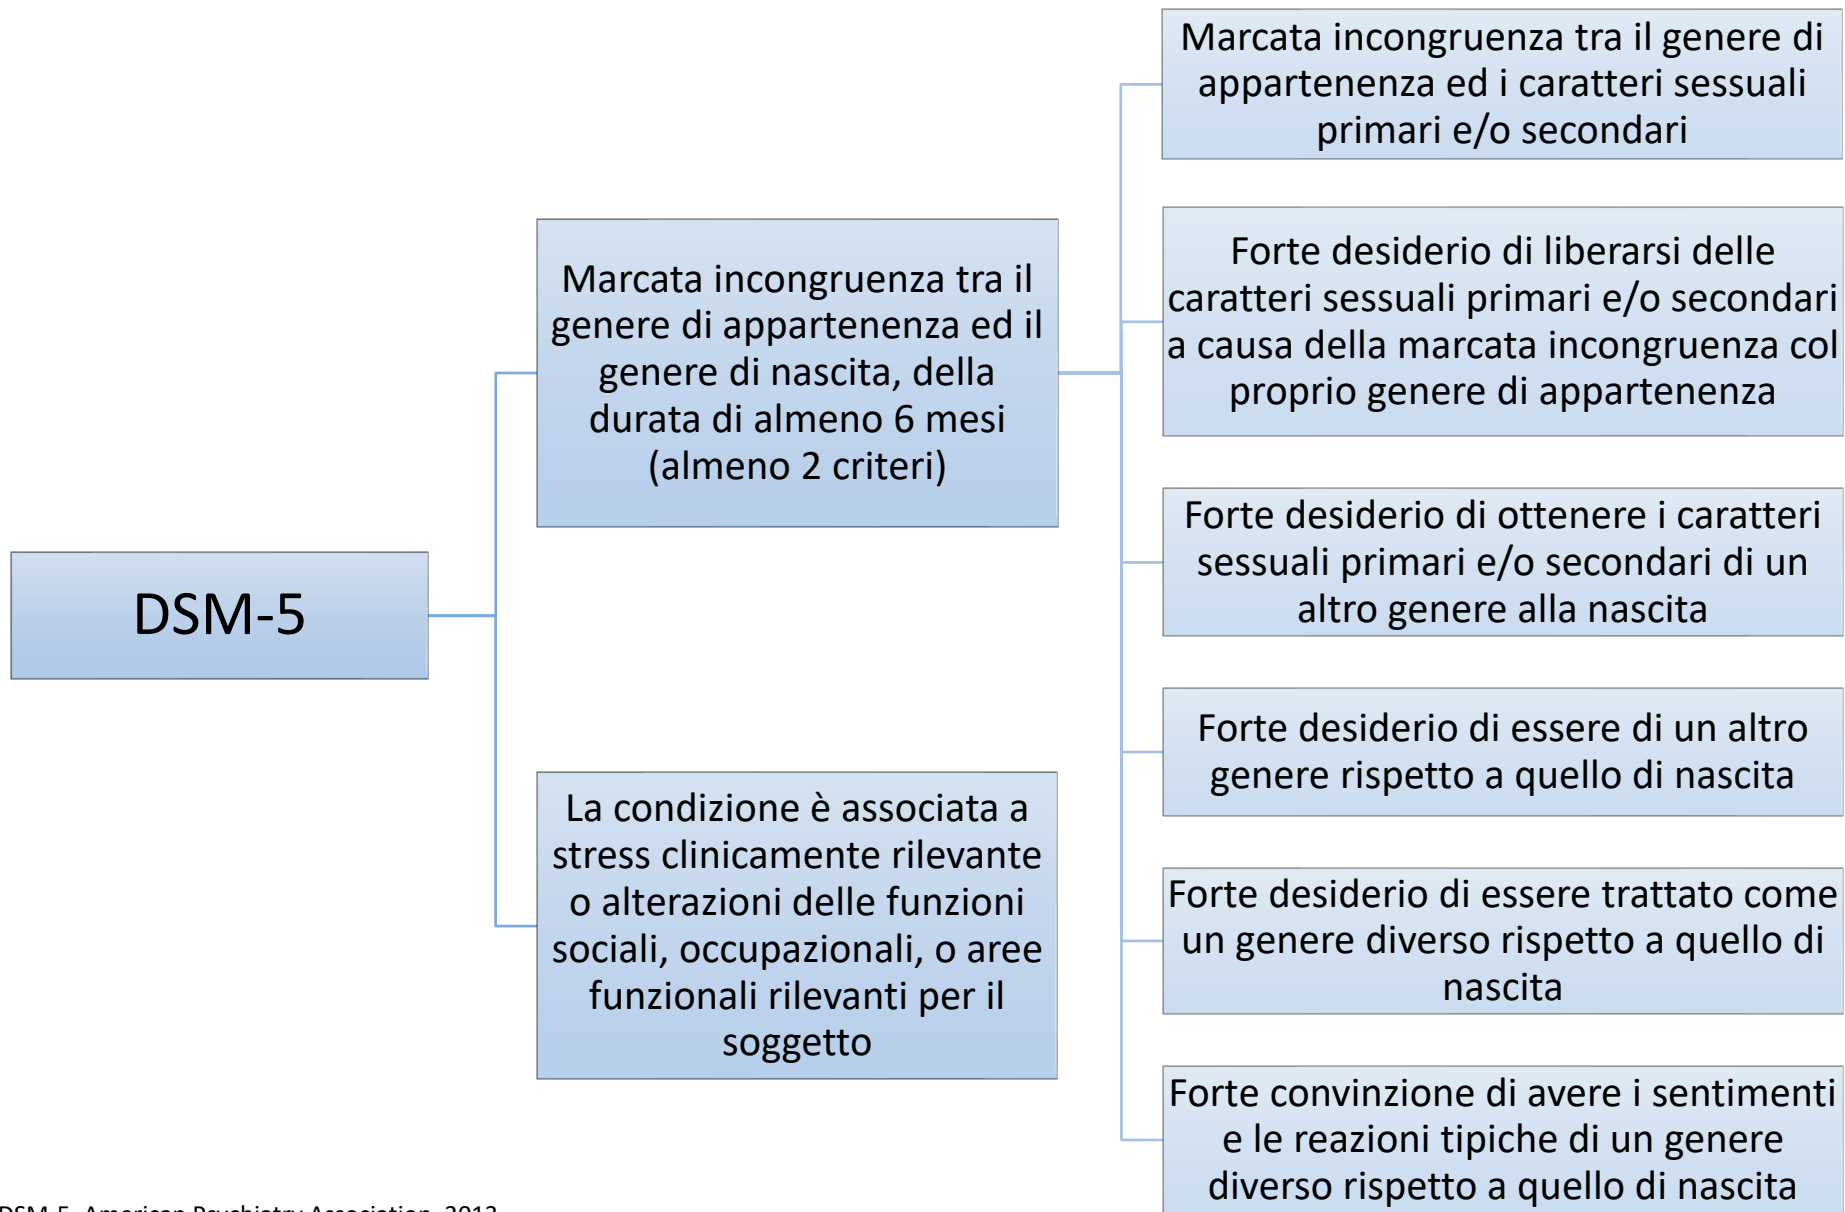 DSM-5
Marcata incongruenza tra il
genere di appartenenza ed il
genere di nascita, della
durata di almeno 6 mesi
(almeno 2 criteri)
La condizione è associata a
stress clinicamente rilevante
o alterazioni delle funzioni
sociali, occupazionali, o aree
funzionali rilevanti per il
soggetto
Marcata incongruenza tra il genere di
appartenenza ed i caratteri sessuali
primari e/o secondari
Forte desiderio di liberarsi delle
caratteri sessuali primari e/o secondari
a causa della marcata incongruenza col
proprio genere di appartenenza
Forte desiderio di ottenere i caratteri
sessuali primari e/o secondari di un
altro genere alla nascita
Forte desiderio di essere di un altro
genere rispetto a quello di nascita
Forte desiderio di essere trattato come
un genere diverso rispetto a quello di
nascita
Forte convinzione di avere i sentimenti
e le reazioni tipiche di un genere
diverso rispetto a quello di nascita
DSM-5, American Psychiatry Association,